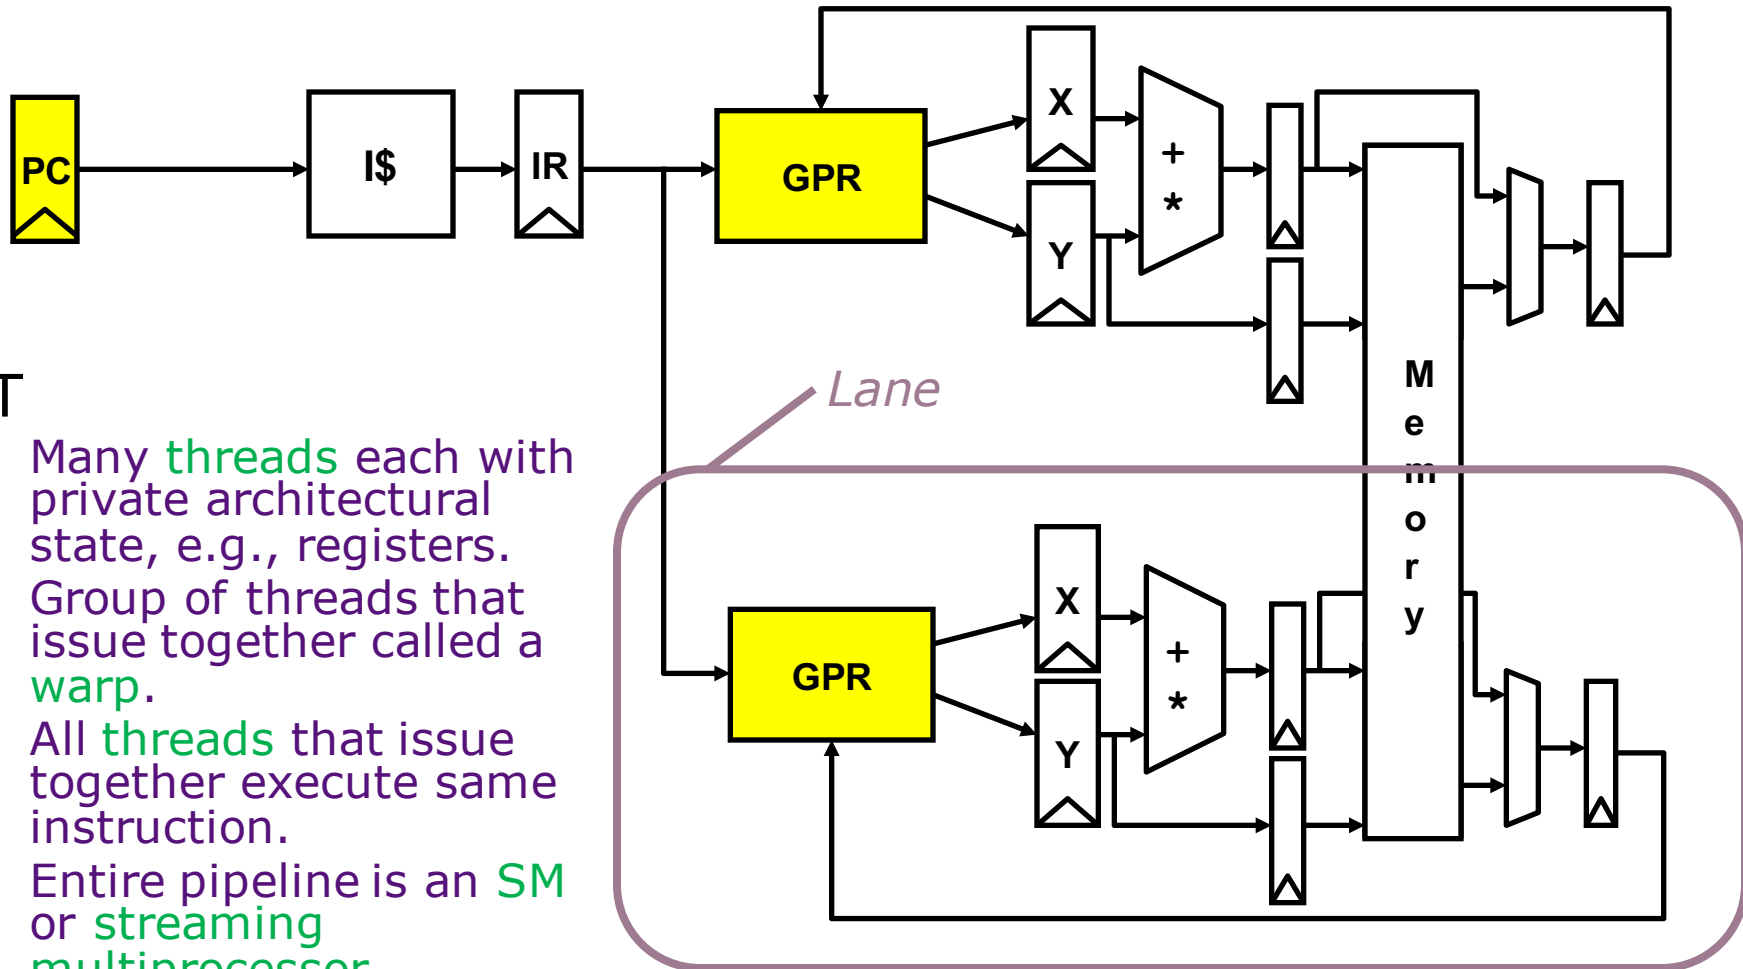 PC
I$
IR
GPR
X
Y
+
*
M
e
m
o
r
y
Lane
T
Many threads each with
private architectural
state, e.g., registers.
Group of threads that
issue together called a
warp.
All threads that issue
together execute same
instruction.
Entire pipeline is an SM
or streaming
multiprocessor
GPR
X
Y
+
*